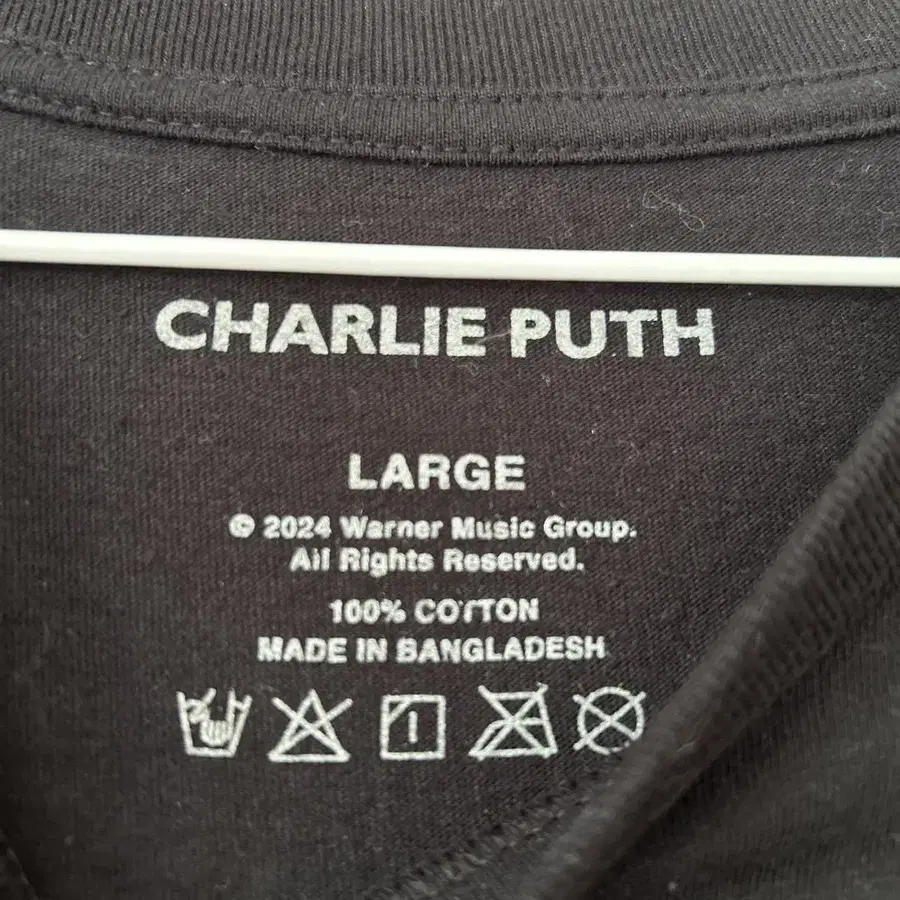 CHARLIE PUTH
LARGE
© 2024 Warner Music Group.
All Rights Reserved.
100% COTTON
MADE IN BANGLADESH